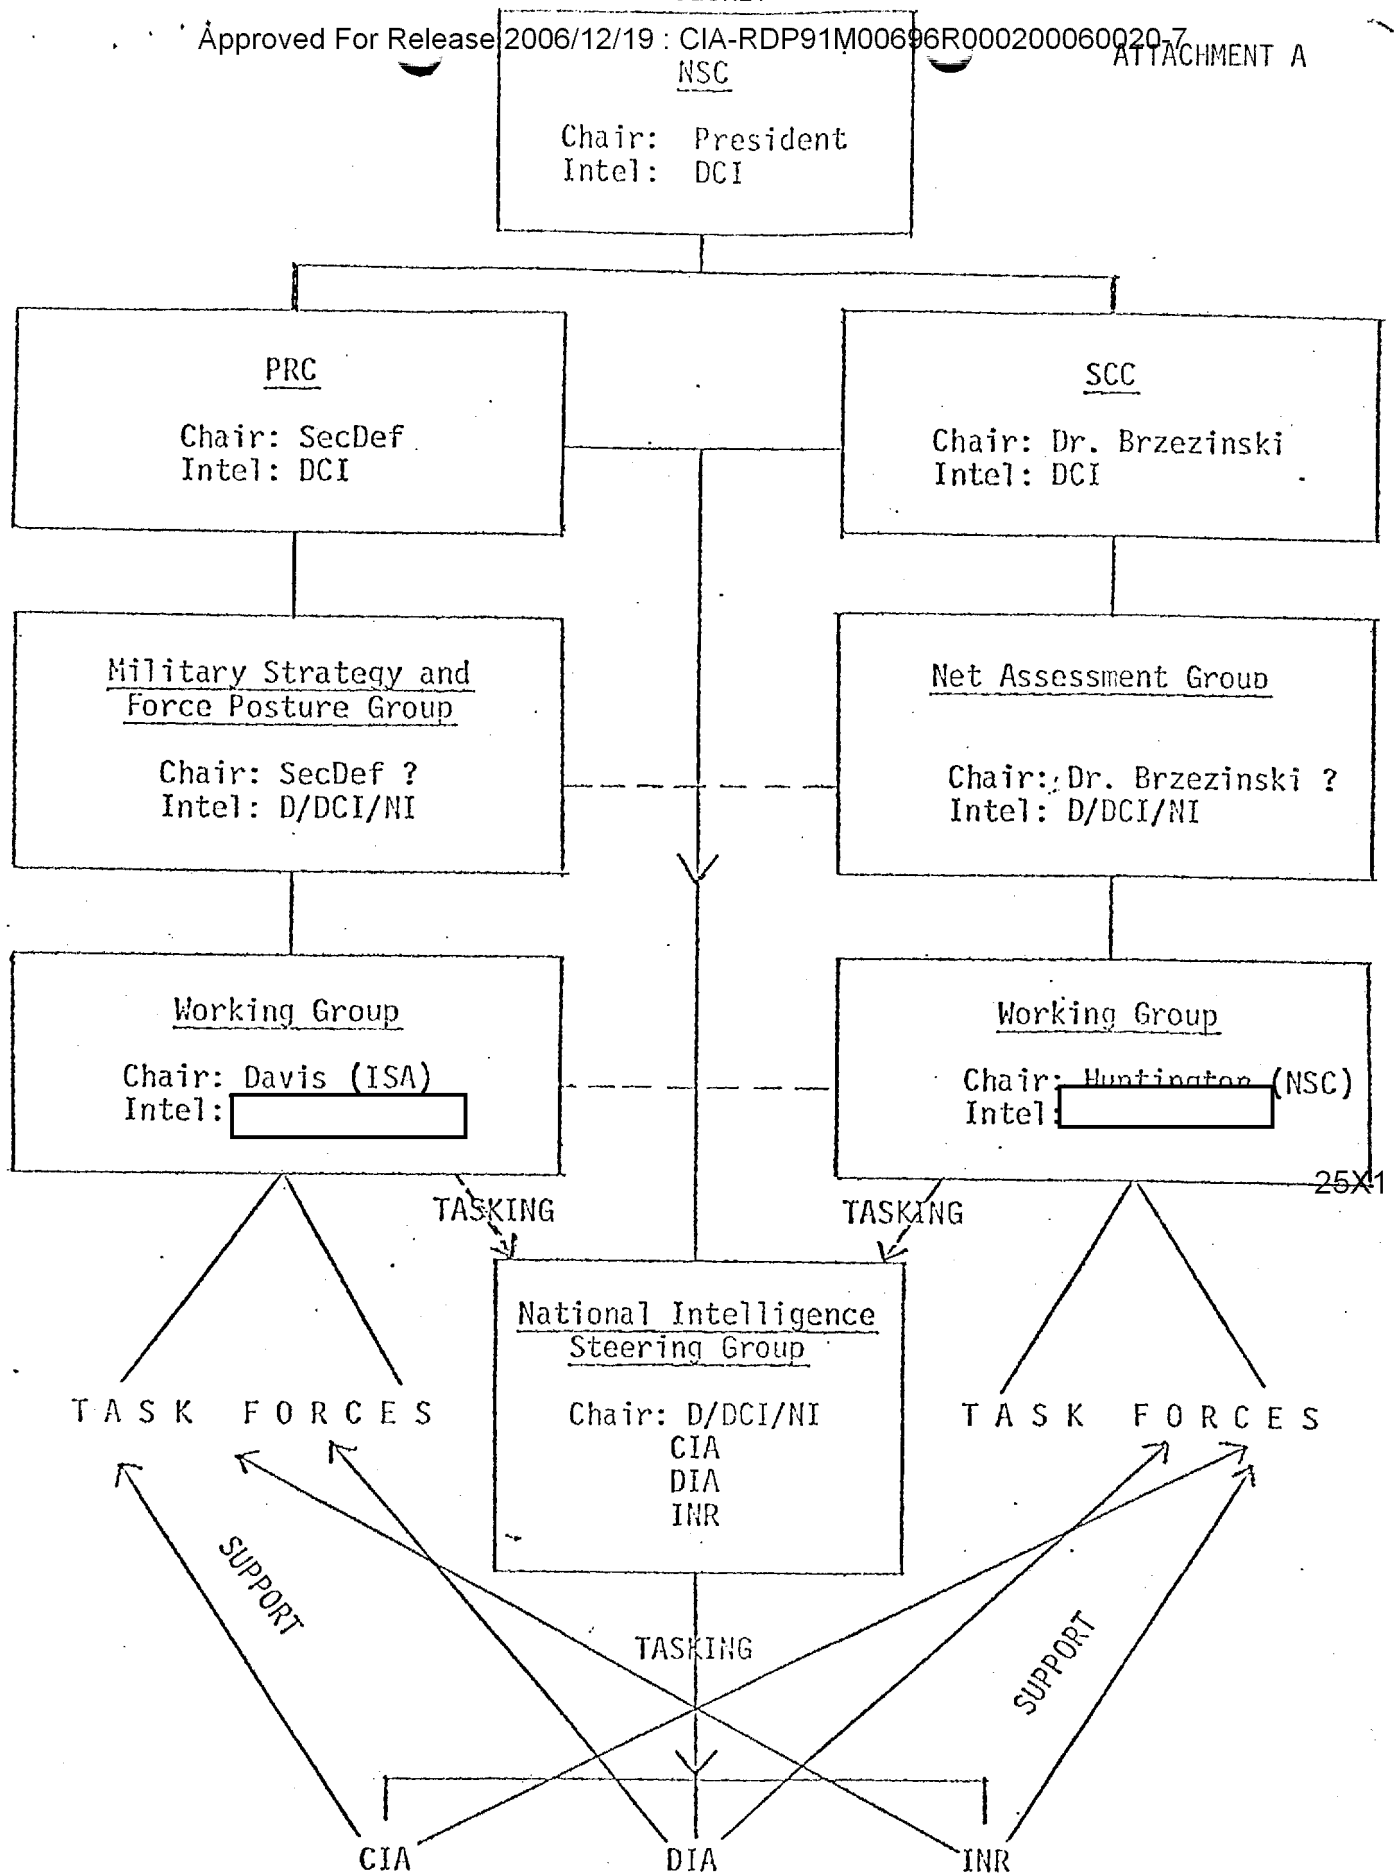 Approved For Release 2006/12/19 : CIA-RDP91M00696R000200060020-7
ATTACHMENT A
NSC
Chair: President
Intel: DCI
PRC
Chair: SecDef
Intel: DCI
SCC
Chair: Dr. Brzezinski
Intel: DCI
Military Strategy and
Force Posture Group
Chair: SecDef ?
Intel: D/DCI/NI
Net Assessment Group
Chair: Dr. Brzezinski ?
Intel: D/DCI/NI
Working Group
Chair: Davis (ISA)
Intel:
Working Group
Chair: Huntington (NSC)
Intel:
25X1
TASKING
TASKING
National Intelligence
Steering Group
Chair: D/DCI/NI
CIA
DIA
INR
TASK FORCES
TASK FORCES
SUPPORT
TASKING
SUPPORT
CIA
DIA
INR